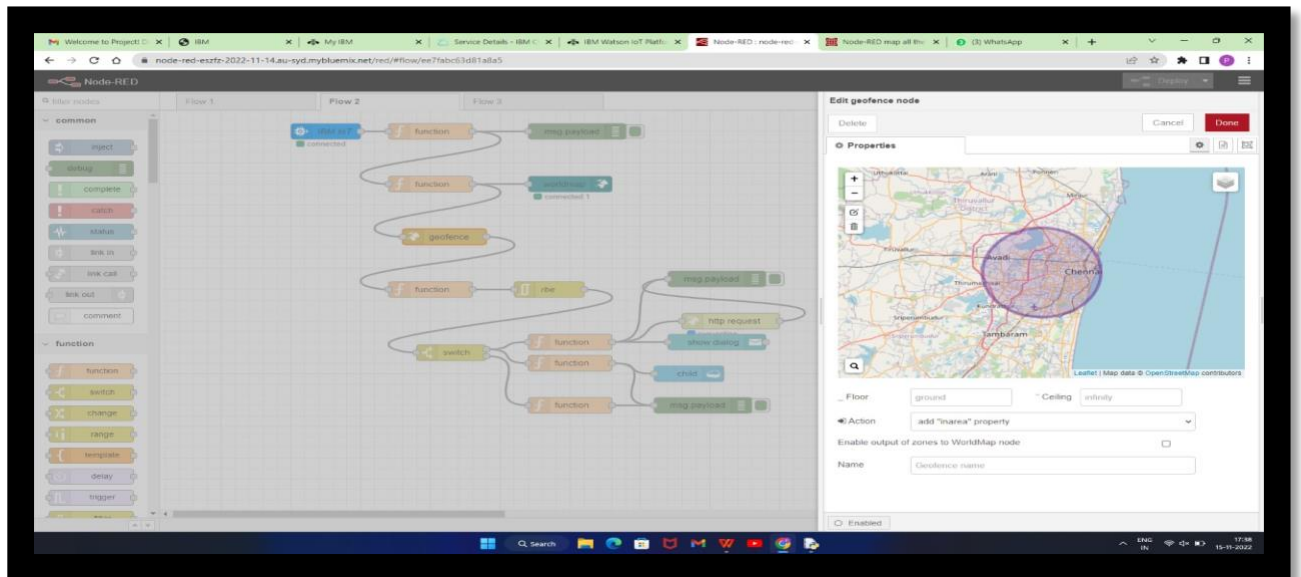 Welcome to Project! D
IBM
My IBM
Service Details - IBM C
IBM Watson IoT Platfo
Node-RED : node-red
Node-RED map all the
(3) WhatsApp
node-red-eszfz-2022-11-14.au-syd.mybluemix.net/red/#flow/ee7fabc63d81a8a5
Node-RED
Deploy
filter nodes
Flow 1
Flow 2
Flow 3
common
inject
debug
complete
catch
status
link in
link call
link out
comment
function
function
switch
change
range
template
delay
trigger
IBM IoT
connected
function
msg.payload
function
worldmap
connected 1
geofence
function
rbe
msg.payload
http request
switch
function
show dialog
function
child
function
msg.payload
Edit geofence node
Delete
Cancel
Done
Properties
Uthukottai
Arani
Thiruvallur
District
Minjur
Avadi
Chennai
Tambaram
Leaflet | Map data © OpenStreetMap contributors
Floor
ground
Ceiling
infinity
Action
add "inarea" property
Enable output of zones to WorldMap node
Name
Geofence name
Enabled
Search
ENG
IN
17:38
15-11-2022